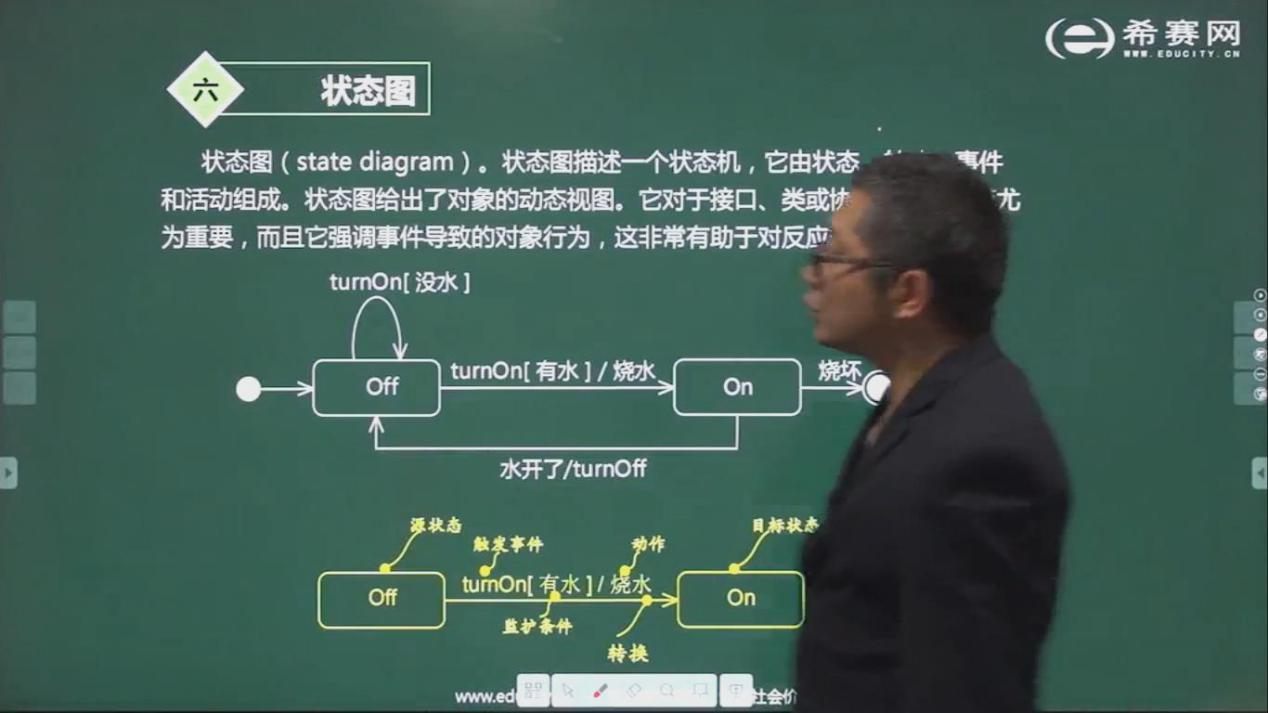 希赛网
WWW.EDUCITY.CN
六
状态图
状态图（state diagram）。状态图描述一个状态机，它由状态 事件
和活动组成。状态图给出了对象的动态视图。它对于接口、类或 尤
为重要，而且它强调事件导致的对象行为，这非常有助于对反应
turnOn[ 没水 ]
Off
turnOn[ 有水 ] / 烧水
On
烧坏
水开了/turnOff
源状态
触发事件
动作
目标状态
Off
turnOn[ 有水 ] / 烧水
On
监护条件
转换
www.ed 社会价